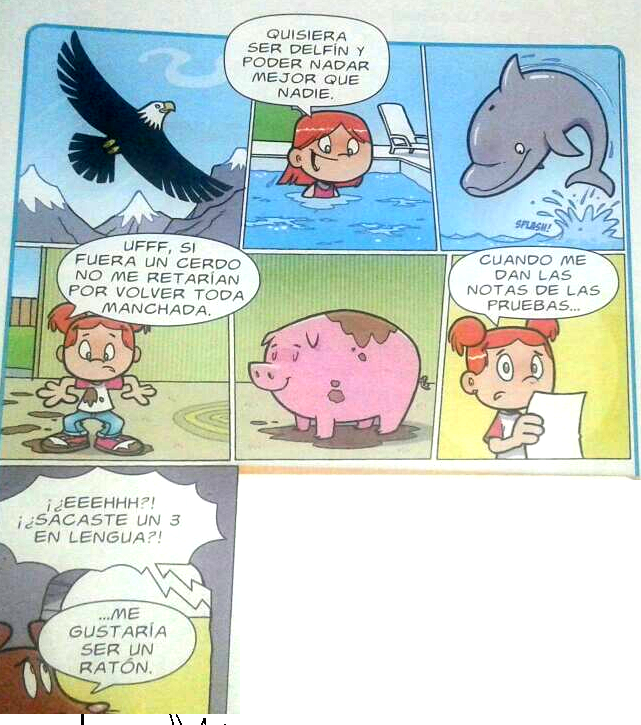 QUISIERA
SER DELFÍN Y
PODER NADAR
MEJOR QUE
NADIE.
SPLASH!
UFFF, SI
FUERA UN CERDO
NO ME RETARÍAN
POR VOLVER TODA
MANCHADA.
CUANDO ME
DAN LAS
NOTAS DE LAS
PRUEBAS...
¡¿EEEHHH?!
¡¿SACASTE UN 3
EN LENGUA?!
...ME
GUSTARÍA
SER UN
RATÓN.